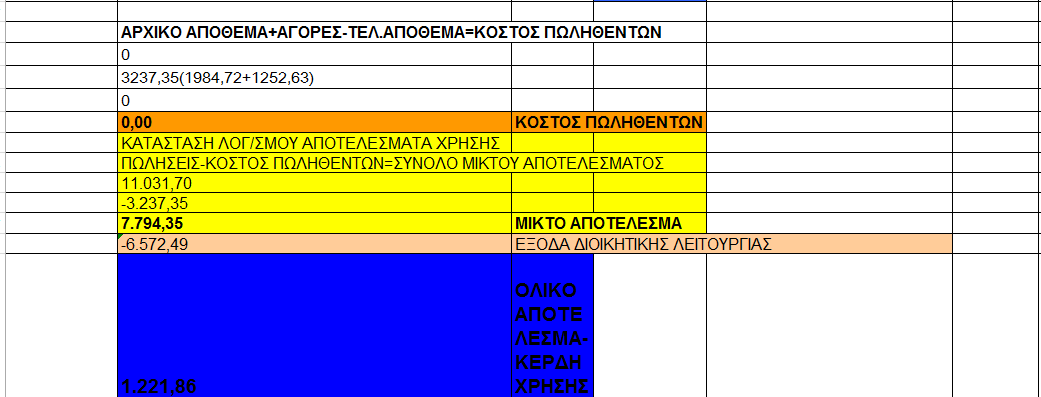 ΑΡΧΙΚΟ ΑΠΟΘΕΜΑ+ΑΓΟΡΕΣ-ΤΕΛ.ΑΠΟΘΕΜΑ=ΚΟΣΤΟΣ ΠΩΛΗΘΕΝΤΩΝ
0
3237,35(1984,72+1252,63)
0
0,00 ΚΟΣΤΟΣ ΠΩΛΗΘΕΝΤΩΝ
ΚΑΤΑΣΤΑΣΗ ΛΟΓ/ΣΜΟΥ ΑΠΟΤΕΛΕΣΜΑΤΑ ΧΡΗΣΗΣ
ΠΩΛΗΣΕΙΣ-ΚΟΣΤΟΣ ΠΩΛΗΘΕΝΤΩΝ=ΣΥΝΟΛΟ ΜΙΚΤΟΥ ΑΠΟΤΕΛΕΣΜΑΤΟΣ
11.031,70
-3.237,35
7.794,35 ΜΙΚΤΟ ΑΠΟΤΕΛΕΣΜΑ
-6.572,49 ΕΞΟΔΑ ΔΙΟΙΚΗΤΙΚΗΣ ΛΕΙΤΟΥΡΓΙΑΣ
ΟΛΙΚΟ
ΑΠΟΤΕ
ΛΕΣΜΑ-
ΚΕΡΔΗ
1.221,86 ΧΡΗΣΗΣ